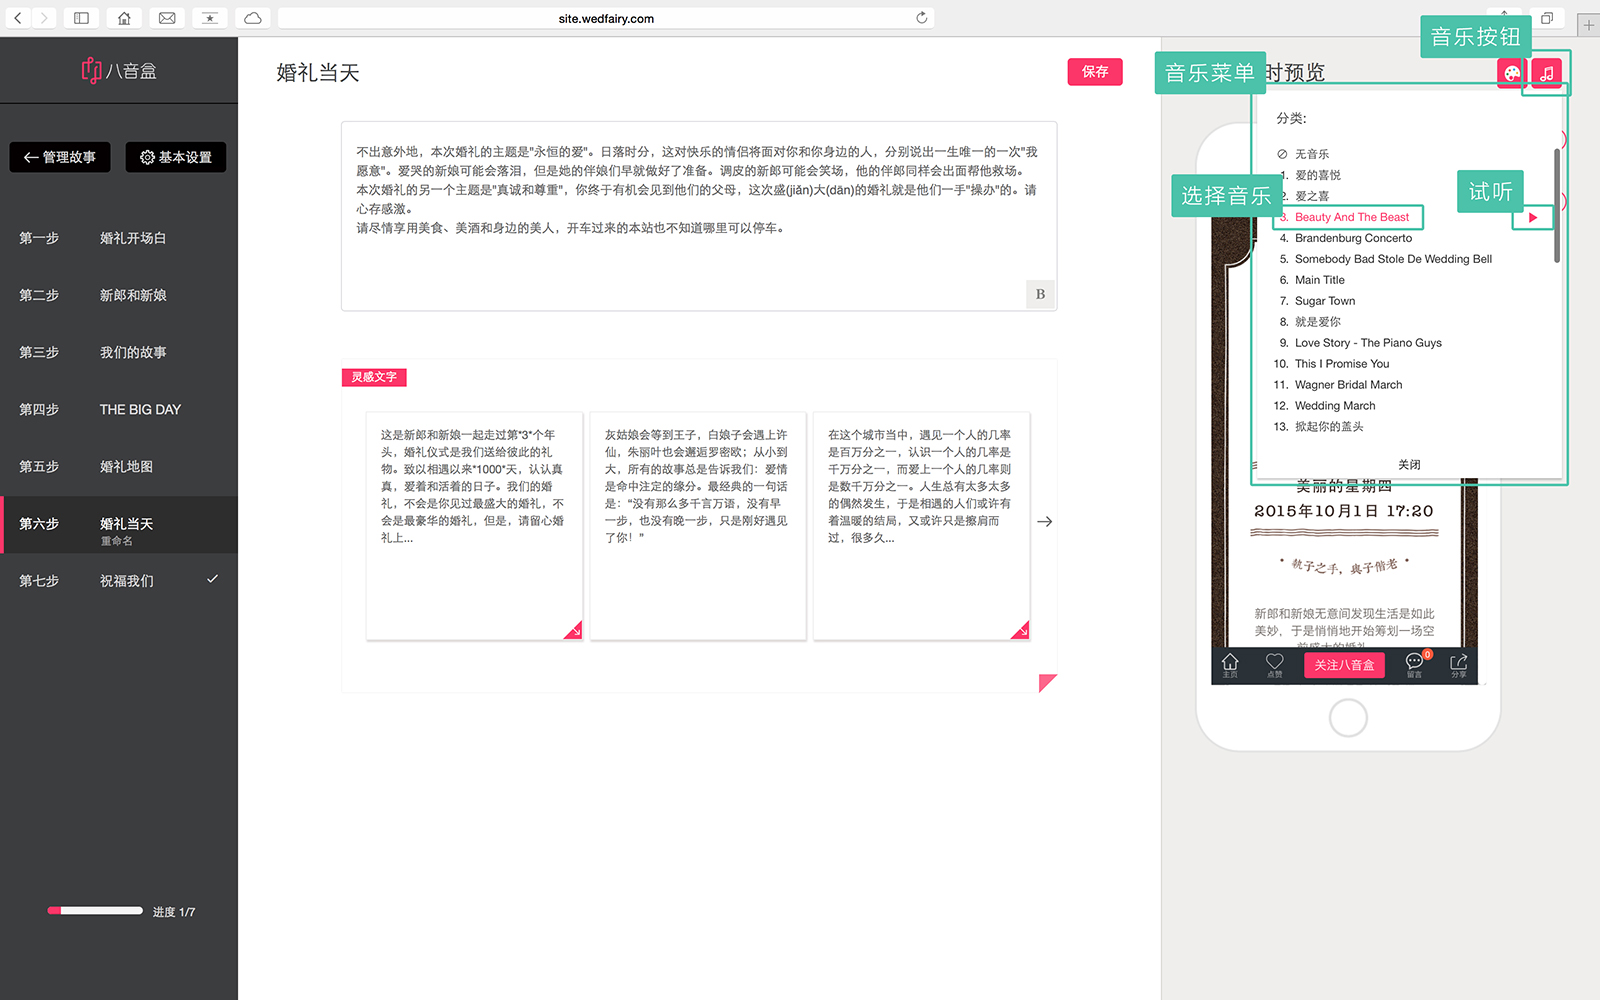 site.wedfairy.com
八音盒
管理故事
基本设置
第一步 婚礼开场白
第二步 新郎和新娘
第三步 我们的故事
第四步 THE BIG DAY
第五步 婚礼地图
第六步 婚礼当天
重命名
第七步 祝福我们
进度 1/7
婚礼当天
保存
不出意外地，本次婚礼的主题是"永恒的爱"。日落时分，这对快乐的情侣将面对你和你身边的人，分别说出一生唯一的一次"我
愿意"。爱哭的新娘可能会落泪，但是她的伴娘们早就做好了准备。调皮的新郎可能会笑场，他的伴郎同样会出面帮他救场。
本次婚礼的另一个主题是"真诚和尊重"，你终于有机会见到他们的父母，这次盛(jiǎn)大(dān)的婚礼就是他们一手"操办"的。请
心存感激。
请尽情享用美食、美酒和身边的美人，开车过来的本站也不知道哪里可以停车。
B
灵感文字
这是新郎和新娘一起走过第*3*个年
头，婚礼仪式是我们送给彼此的礼
物。致以相遇以来*1000*天，认认真
真，爱着和活着的日子。我们的婚
礼，不会是你见过最盛大的婚礼，不
会是最豪华的婚礼，但是，请留心婚
礼上...
灰姑娘会等到王子，白娘子会遇上许
仙，朱丽叶也会邂逅罗密欧；从小到
大，所有的故事总是告诉我们：爱情
是命中注定的缘分。最经典的一句话
是："没有那么多千言万语，没有早
一步，也没有晚一步，只是刚好遇见
了你！"
在这个城市当中，遇见一个人的几率
是百万分之一，认识一个人的几率是
千万分之一，而爱上一个人的几率则
是数千万分之一。人生总有太多太多
的偶然发生，于是相遇的人们或许有
着温暖的结局，又或许只是擦肩而
过，很多久...
音乐按钮
音乐菜单
时预览
分类:
无音乐
1. 爱的喜悦
2. 爱之喜
选择音乐
试听
3. Beauty And The Beast
4. Brandenburg Concerto
5. Somebody Bad Stole De Wedding Bell
6. Main Title
7. Sugar Town
8. 就是爱你
9. Love Story - The Piano Guys
10. This I Promise You
11. Wagner Bridal March
12. Wedding March
13. 掀起你的盖头
关闭
美丽的星期四
2015年10月1日 17:20
执子之手，与子偕老
新郎和新娘无意间发现生活是如此
美妙，于是悄悄地开始筹划一场空
前盛大的婚礼
主页
点赞
关注八音盒
0
留言
分享